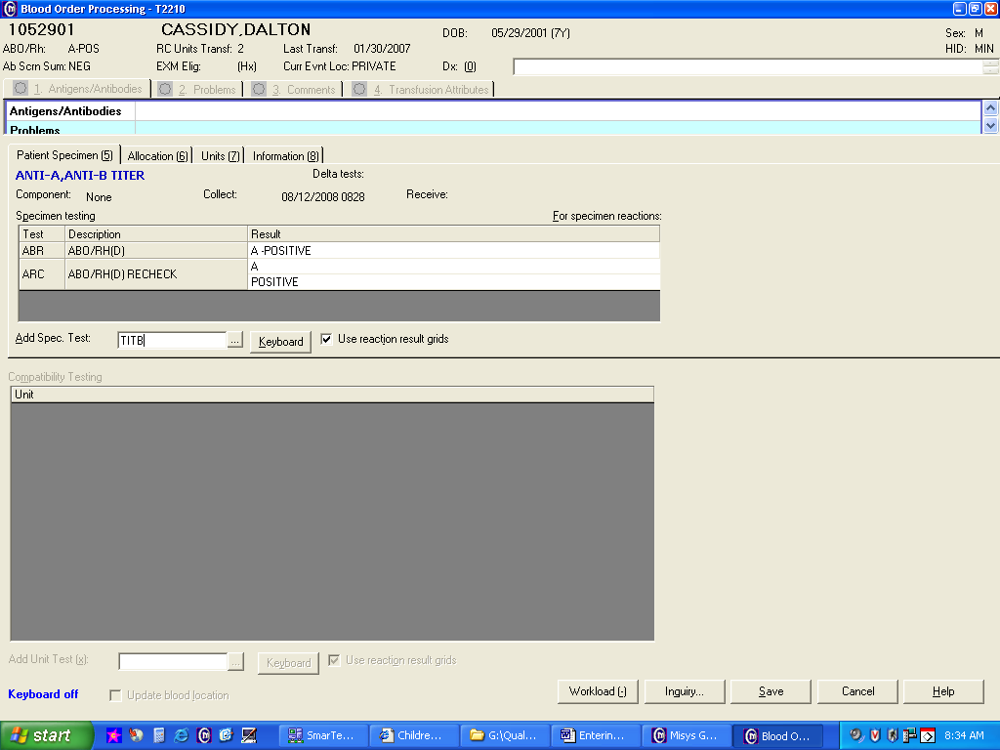 Blood Order Processing - T2210
1052901 CASSIDY,DALTON DOB: 05/29/2001 (7Y) Sex: M
ABO/Rh: A-POS RC Units Transf: 2 Last Transf: 01/30/2007 HID: MIN
Ab Scrn Sum: NEG EXM Elig: (Hx) Curr Evnt Loc: PRIVATE Dx: (0)
1. Antigens/Antibodies 2. Problems 3. Comments 4. Transfusion Attributes
Antigens/Antibodies
Problems
Patient Specimen (5) Allocation (6) Units (7) Information (8)
ANTI-A,ANTI-B TITER Delta tests:
Component: None Collect: 08/12/2008 0828 Receive:
Specimen testing For specimen reactions:
Test Description Result
ABR ABO/RH(D) A -POSITIVE
ARC ABO/RH(D) RECHECK A
POSITIVE
Add Spec. Test: TITB ... Keyboard Use reaction result grids
Compatibility Testing
Unit
Add Unit Test (x): ... Keyboard Use reaction result grids
Keyboard off Update blood location
Workload (-) Inquiry... Save Cancel Help
start SmarTe... Childre... G:\Qual... Enterin... Misys G... Blood O... 8:34 AM